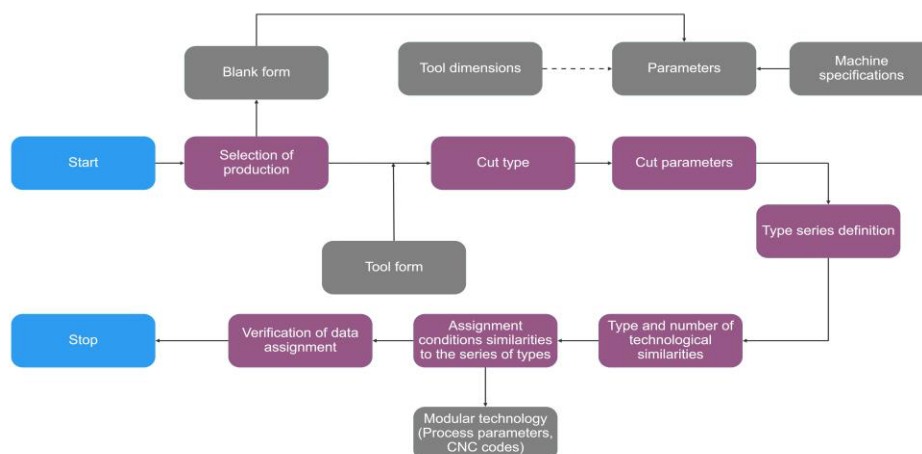 Blank form
Tool dimensions
Parameters
Machine
specifications
Start
Selection of
production
Cut type
Cut parameters
Type series definition
Tool form
Stop
Verification of data
assignment
Assignment
conditions similarities
to the series of types
Type and number of
technological
similarities
Modular technology
(Process parameters,
CNC codes)